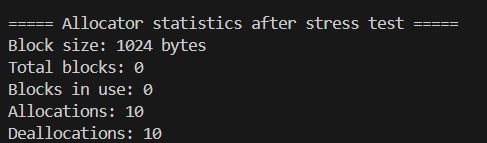 ===== Allocator statistics after stress test =====
Block size: 1024 bytes
Total blocks: 0
Blocks in use: 0
Allocations: 10
Deallocations: 10